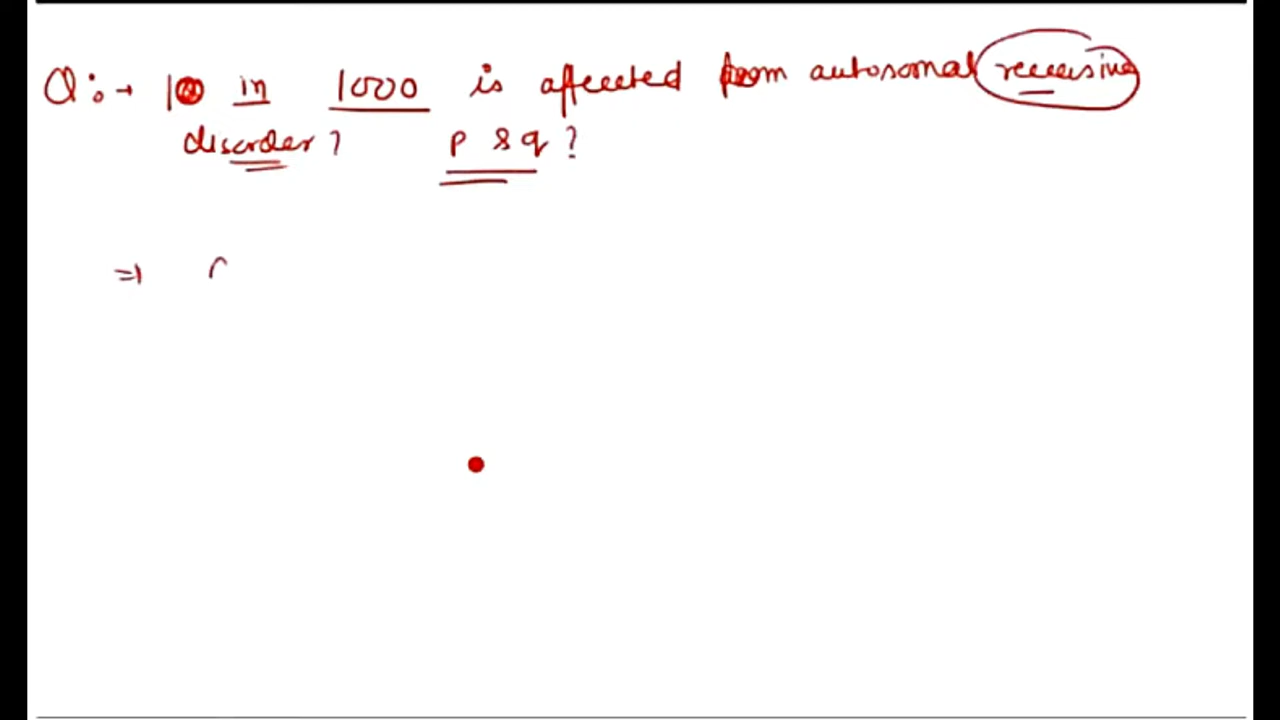 Q:→ 10 in 1000 is affected from autosomal recessive
disorder? p & q?
⇒